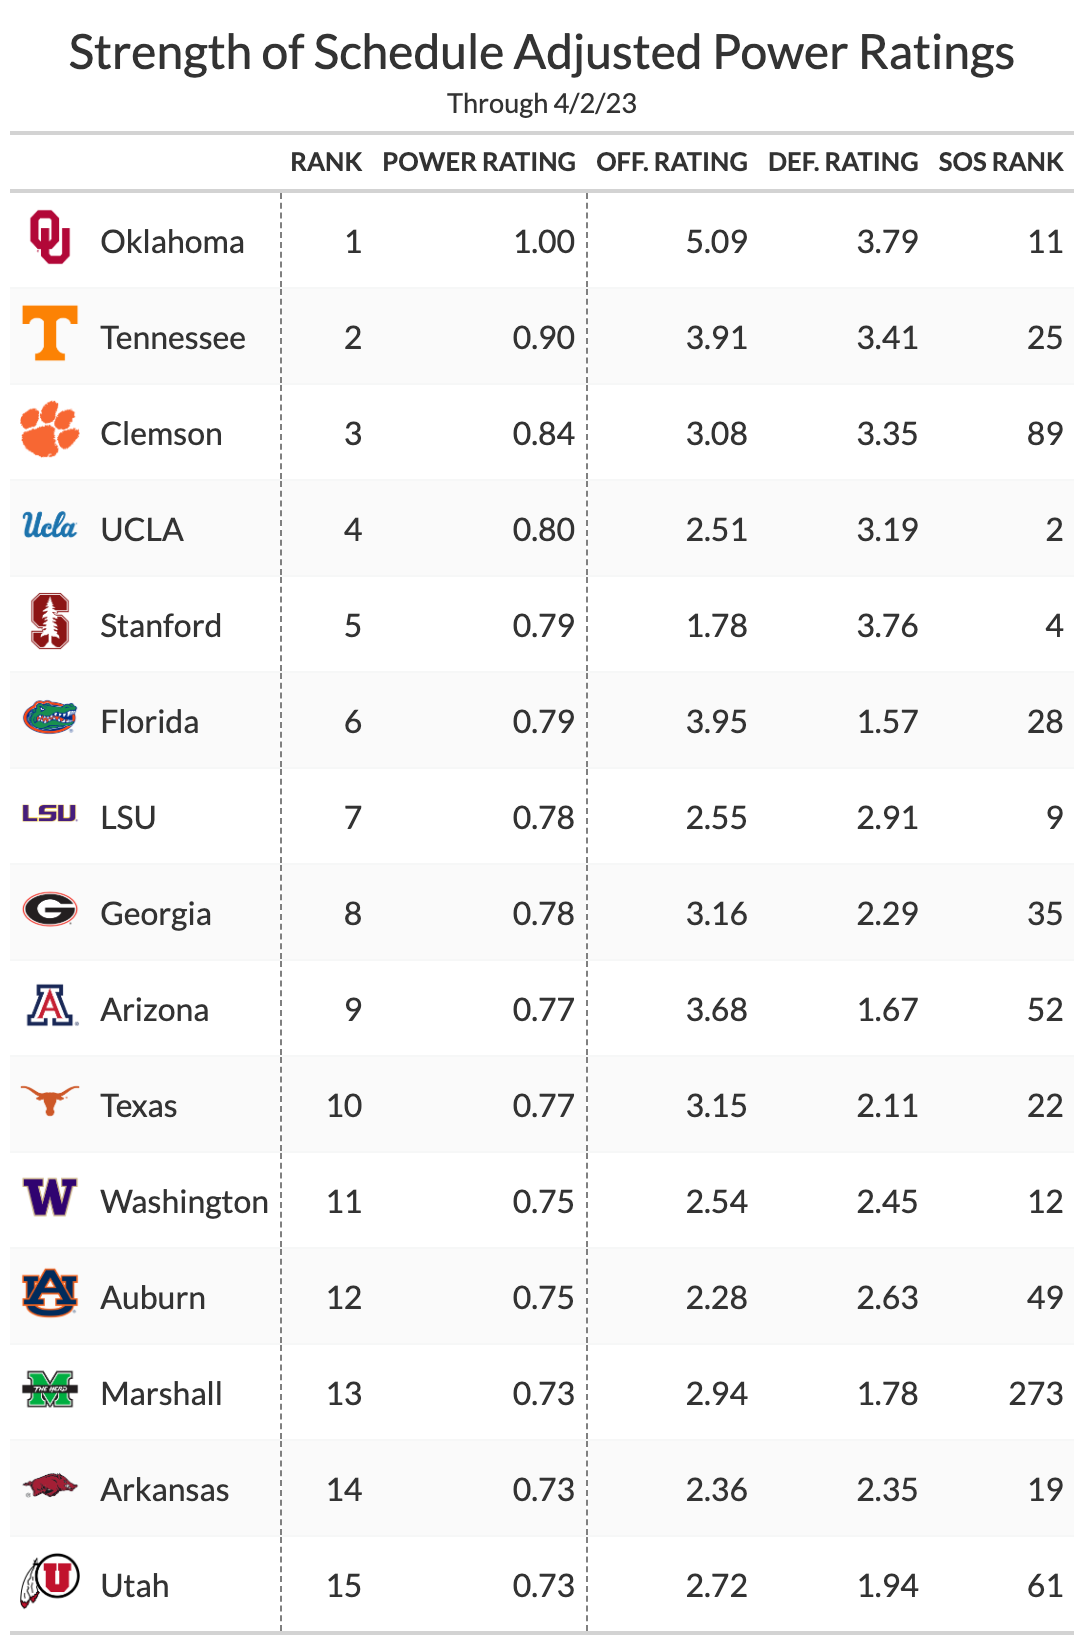 Strength of Schedule Adjusted Power Ratings
Through 4/2/23
RANK POWER RATING OFF. RATING DEF. RATING SOS RANK
Oklahoma 1 1.00 5.09 3.79 11
Tennessee 2 0.90 3.91 3.41 25
Clemson 3 0.84 3.08 3.35 89
Ucla UCLA 4 0.80 2.51 3.19 2
Stanford 5 0.79 1.78 3.76 4
Florida 6 0.79 3.95 1.57 28
LSU LSU 7 0.78 2.55 2.91 9
G Georgia 8 0.78 3.16 2.29 35
A Arizona 9 0.77 3.68 1.67 52
Texas 10 0.77 3.15 2.11 22
W Washington 11 0.75 2.54 2.45 12
AU Auburn 12 0.75 2.28 2.63 49
M THE HERD Marshall 13 0.73 2.94 1.78 273
Arkansas 14 0.73 2.36 2.35 19
U Utah 15 0.73 2.72 1.94 61